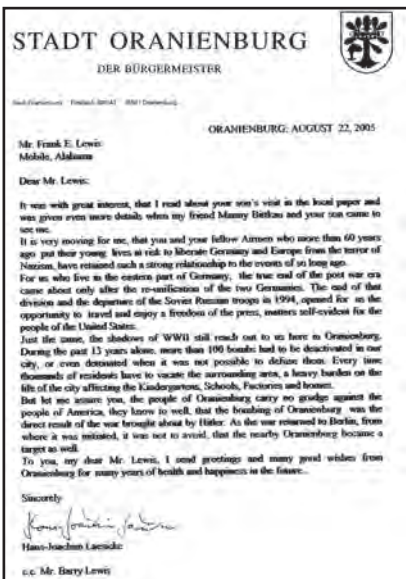 STADT ORANIENBURG
DER BÜRGERMEISTER
ORANIENBURG: AUGUST 22, 2005
Mr. Frank E. Lewis
Mobile, Alabama
Dear Mr. Lewis:
It was with great interest, that I read about your son's visit in the local paper and
was given even more details when my friend Manny and your son came to
see me.
It is very moving for me, that you and your fellow Airmen who more than 60 years
ago put their young lives at risk to liberate Germany and Europe from the terror of
Nazism, have retained such a strong relationship to the events of so long ago.
For us who live in the eastern part of Germany, the true end of the post war era
came about only after the re-unification of the two Germanies. The end of that
division and the departure of the Soviet Russian troops in 1994, opened for us the
opportunity to travel and enjoy a freedom of the press, matters self-evident for the
people of the United States.
Just the same, the shadows of WWII still reach out to us here in Oranienburg.
During the past 15 years alone, more than 100 bombs had to be deactivated in our
city, or even detonated when it was not possible to defuse them. Every time
thousands of residents have to vacate the surrounding area, a heavy burden on the
life of the city affecting the Kindergartens, Schools, Factories and homes.
But let me assure you, the people of Oranienburg carry no grudge against the
people of America, they know to well, that the bombing of Oranienburg was the
direct result of the war brought about by Hitler. As the war returned to Berlin, from
where it was initiated, it was not to avoid, that the nearby Oranienburg became a
target as well.
To you, my dear Mr. Lewis, I send greetings and many good wishes from
Oranienburg for many years of health and happiness in the future.
Sincerely
Hans-Joachim Laesicke
c.c. Mr. Barry Lewis